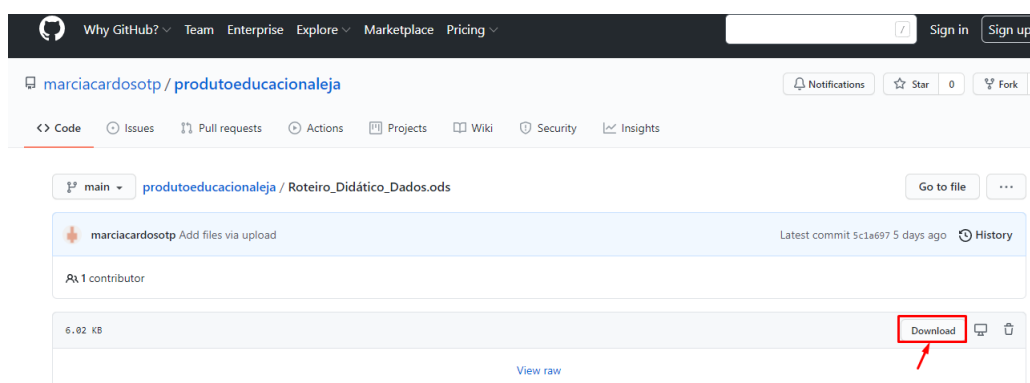 Why GitHub? Team Enterprise Explore Marketplace Pricing / Sign in Sign up
marciacardosotp / produtoeducacionaleja Notifications Star 0 Fork
<> Code Issues Pull requests Actions Projects Wiki Security Insights
main produtoeducacionaleja / Roteiro_Didático_Dados.ods Go to file ...
marciacardosotp Add files via upload Latest commit 5c1a697 5 days ago History
1 contributor
6.02 KB Download
View raw